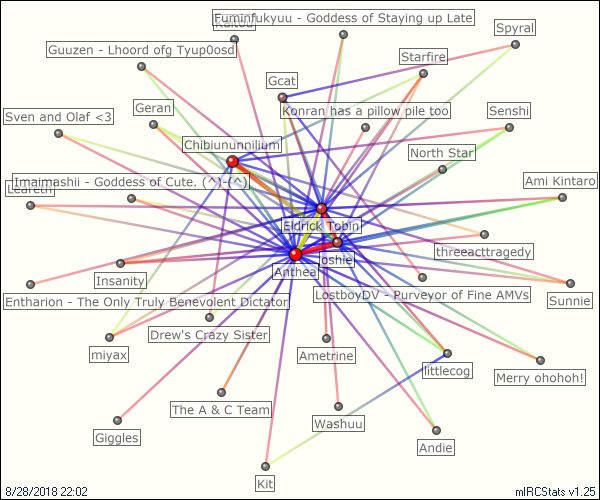 Fuminfukyuu - Goddess of Staying up Late
Spyral
Guuzen - Lhoord ofg Tyup0osd
Starfire
Gcat
Sven and Olaf <3
Geran
Konran has a pillow pile too
Senshi
Chibiununnilium
North Star
Imaimashii - Goddess of Cute. (^)-(^)
Ami Kintaro
Eldrick Tobin
threeacttragedy
Joshie
Anthea
Insanity
Entharion - The Only Truly Benevolent Dictator
LostboyDV - Purveyor of Fine AMVs
Sunnie
Drew's Crazy Sister
miyax
Ametrine
littlecog
Merry ohohoh!
The A & C Team
Washuu
Giggles
Andie
Kit
8/28/2018 22:02
mIRCStats v1.25